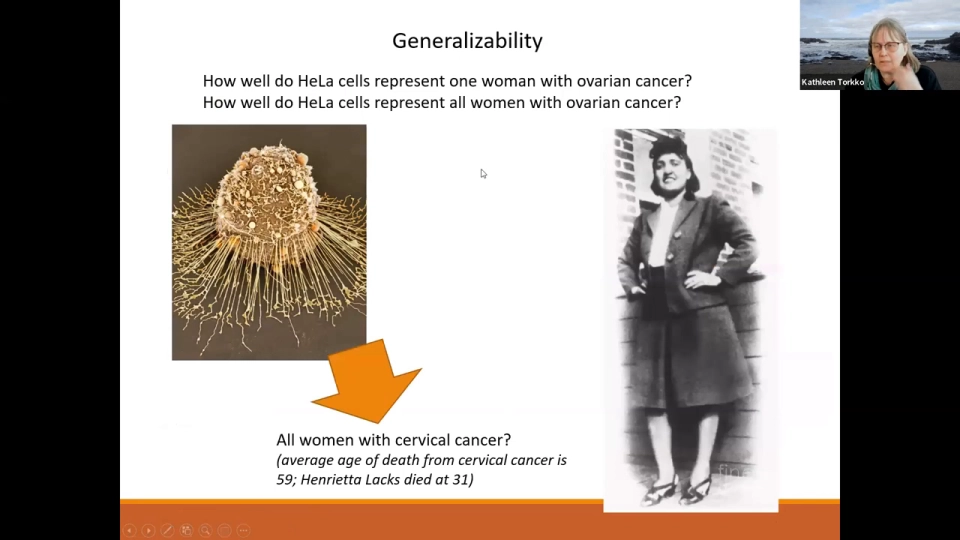 Generalizability
Kathleen Torkko
How well do HeLa cells represent one woman with ovarian cancer?
How well do HeLa cells represent all women with ovarian cancer?
All women with cervical cancer?
(average age of death from cervical cancer is
59; Henrietta Lacks died at 31)